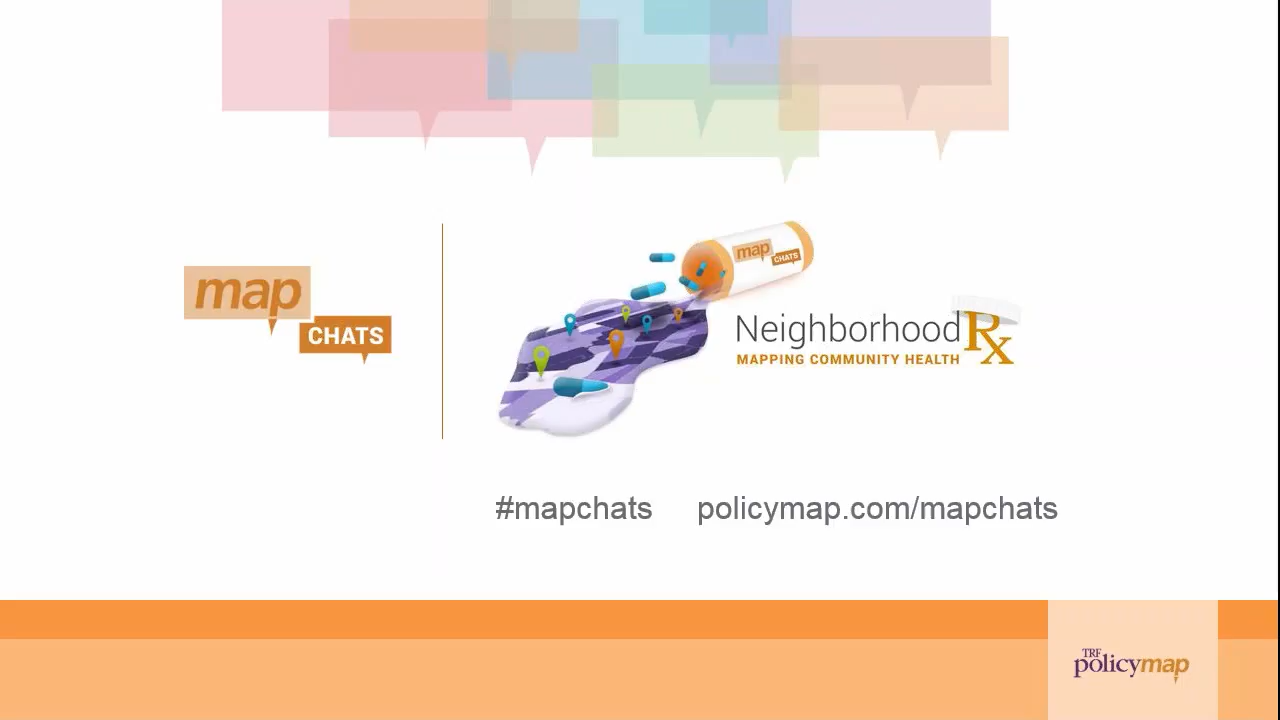 map
CHATS
map
CHATS
Neighborhood Rx
MAPPING COMMUNITY HEALTH
#mapchats policymap.com/mapchats
TRF
policymap